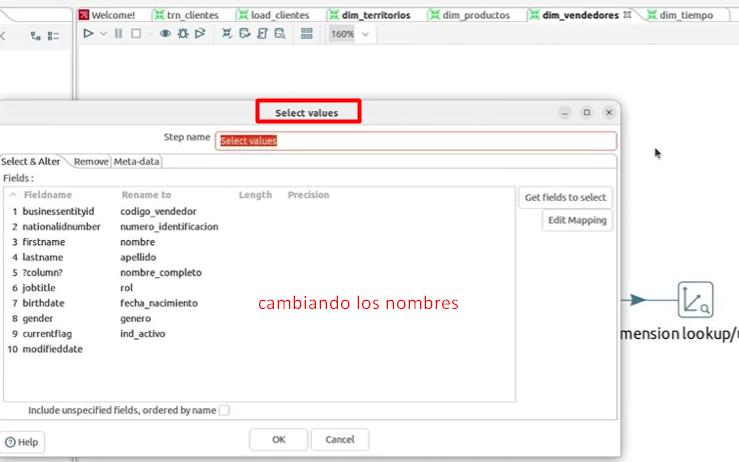 Welcome! trn_clientes load_clientes dim_territorios dim_productos dim_vendedores dim_tiempo
160%
Select values
Step name Select values
Select & Alter Remove Meta-data
Fields :
Fieldname Rename to Length Precision
Get fields to select
1 businessentityid codigo_vendedor
Edit Mapping
2 nationalidnumber numero_identificacion
3 firstname nombre
4 lastname apellido
5 ?column? nombre_completo
6 jobtitle rol
7 birthdate fecha_nacimiento
cambiando los nombres
8 gender genero
9 currentflag ind_activo
mension lookup/u
10 modifieddate
Include unspecified fields, ordered by name
Help OK Cancel